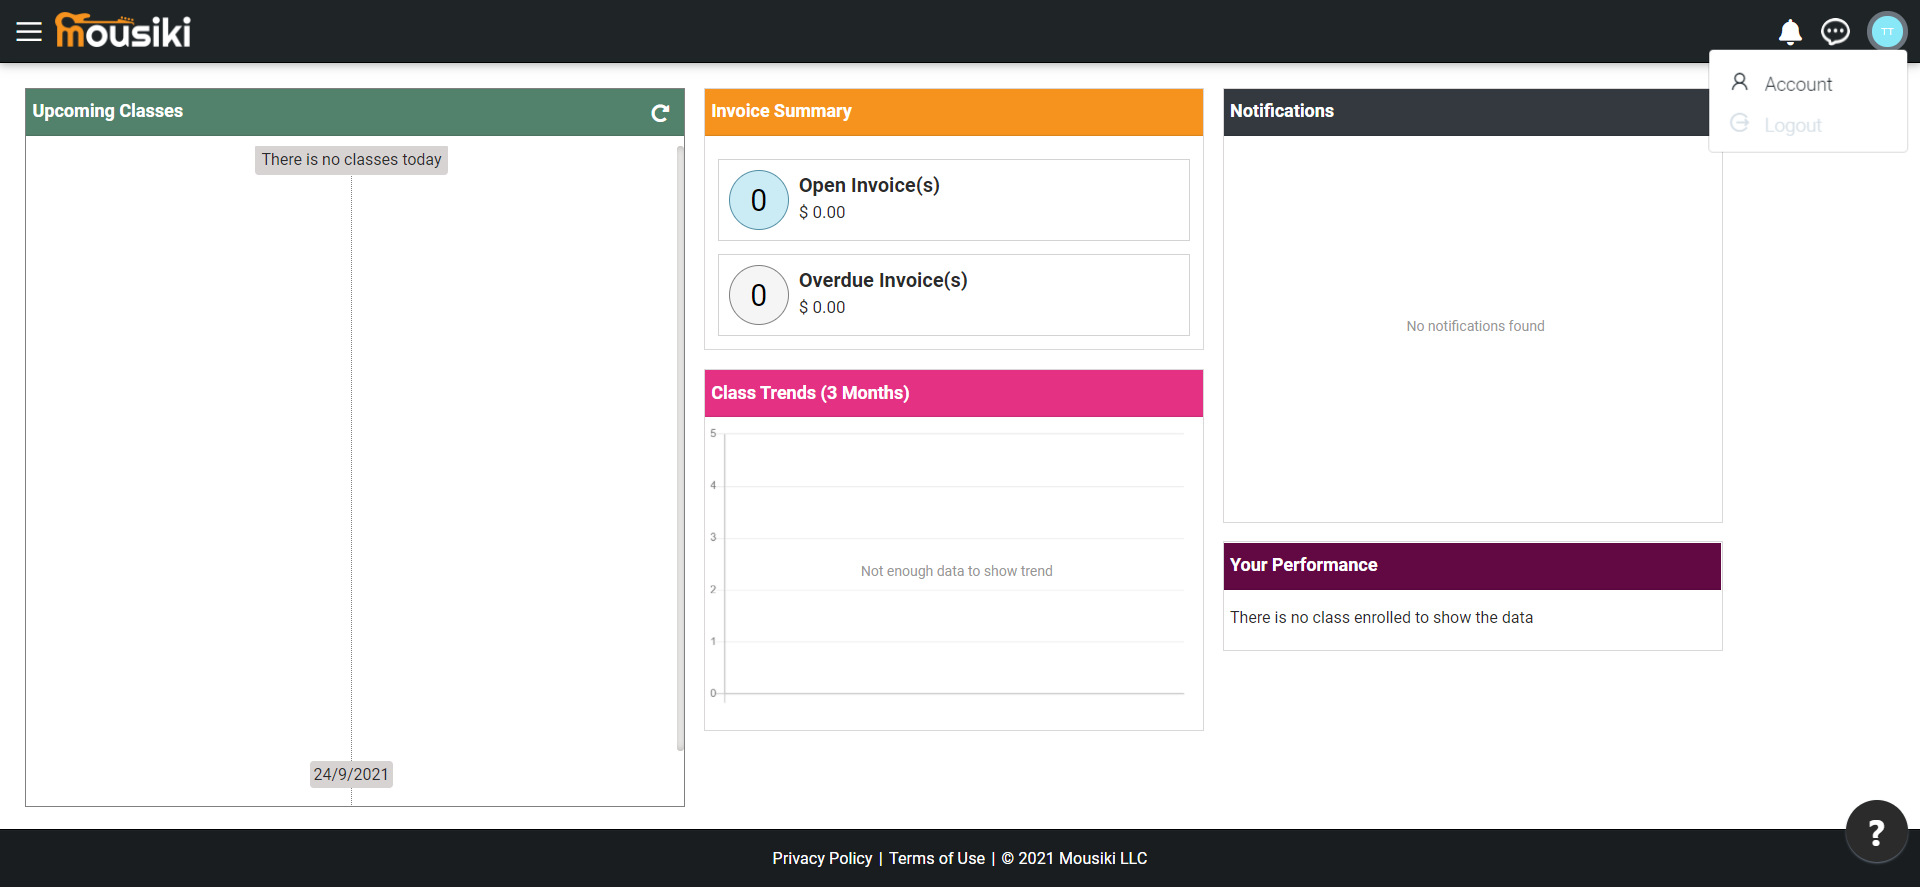 mousiki
TT
Account
Logout
Upcoming Classes
There is no classes today
24/9/2021
Invoice Summary
0
Open Invoice(s)
$ 0.00
0
Overdue Invoice(s)
$ 0.00
Class Trends (3 Months)
5
4
3
Not enough data to show trend
2
1
0
Notifications
No notifications found
Your Performance
There is no class enrolled to show the data
?
Privacy Policy | Terms of Use | © 2021 Mousiki LLC